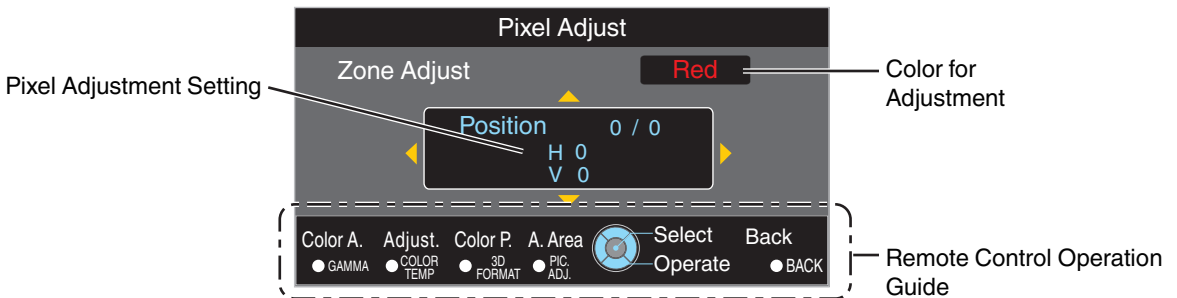 Pixel Adjust
Zone Adjust Red
Pixel Adjustment Setting
Color for
Adjustment
Position 0 / 0
H 0
V 0
Color A. Adjust. Color P. A. Area Select Back
GAMMA COLOR TEMP 3D FORMAT PIC. ADJ. Operate BACK
Remote Control Operation
Guide